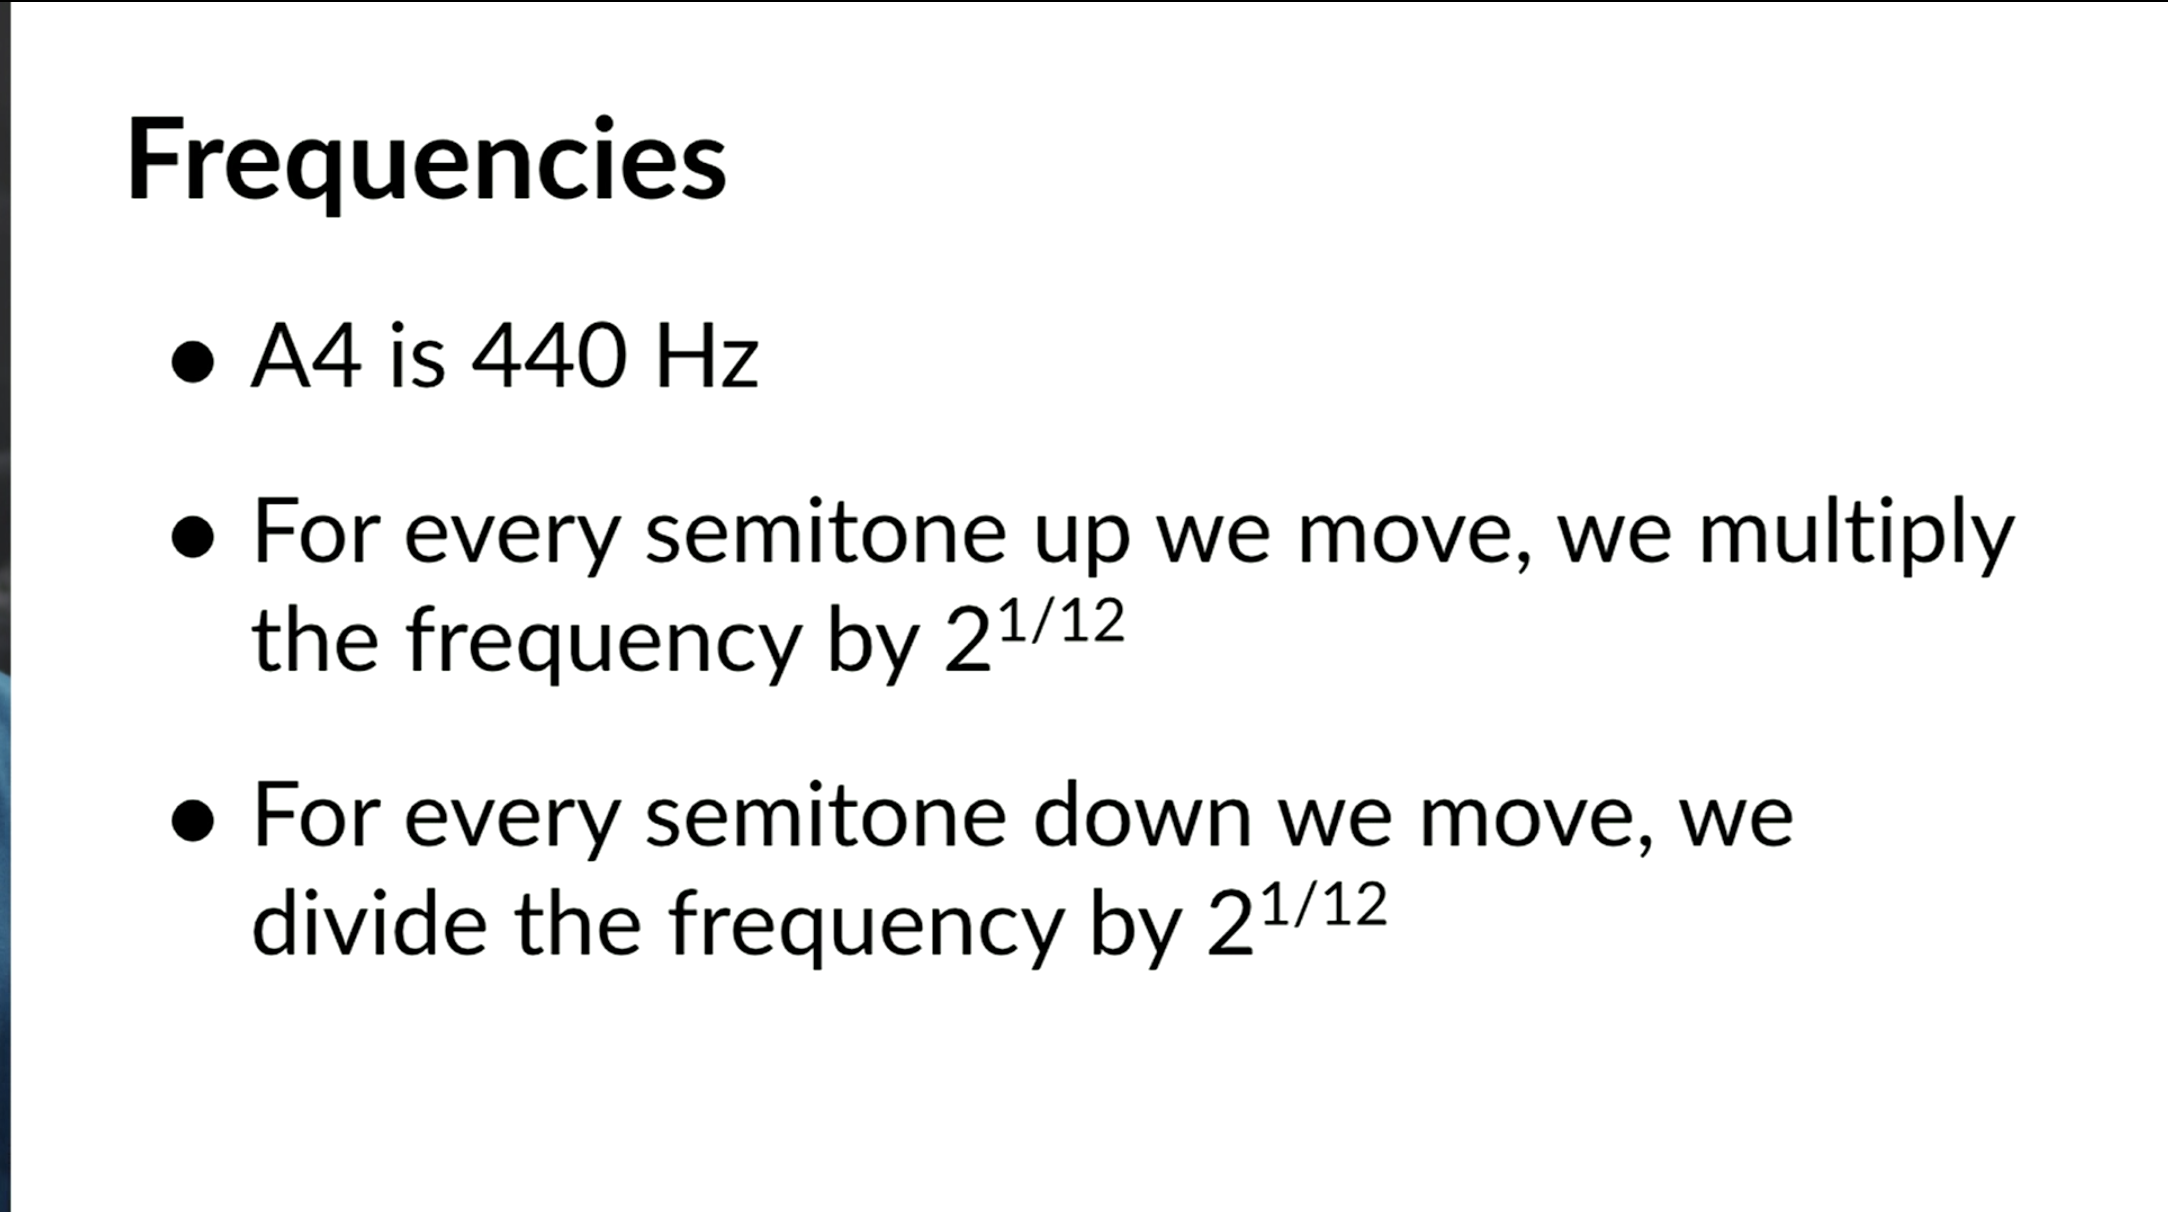 Frequencies
● A4 is 440 Hz
● For every semitone up we move, we multiply
the frequency by 2^1/12
● For every semitone down we move, we
divide the frequency by 2^1/12